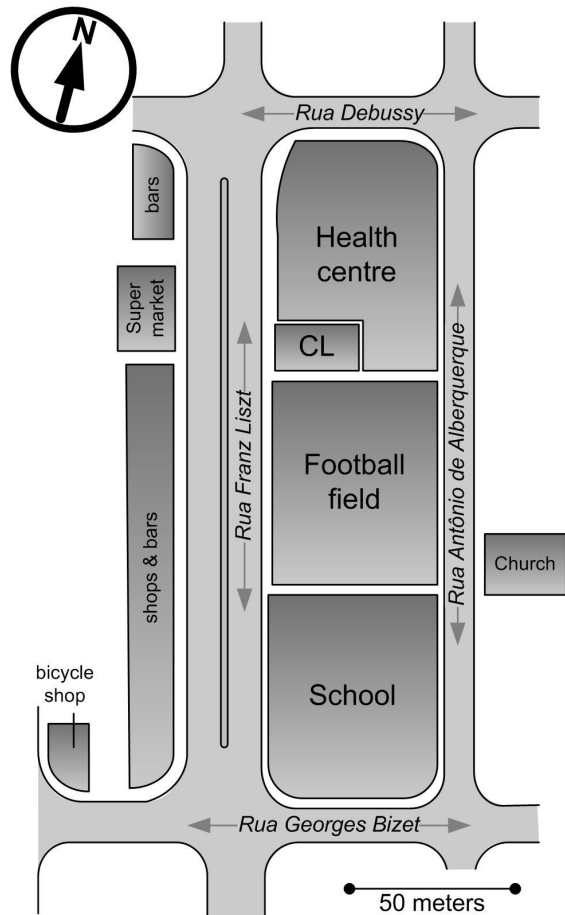 N
Rua Debussy
bars
Health
centre
Super
market
CL
Rua Franz Liszt
Rua Antônio de Alberquerque
Football
field
shops & bars
Church
bicycle
shop
School
Rua Georges Bizet
50 meters